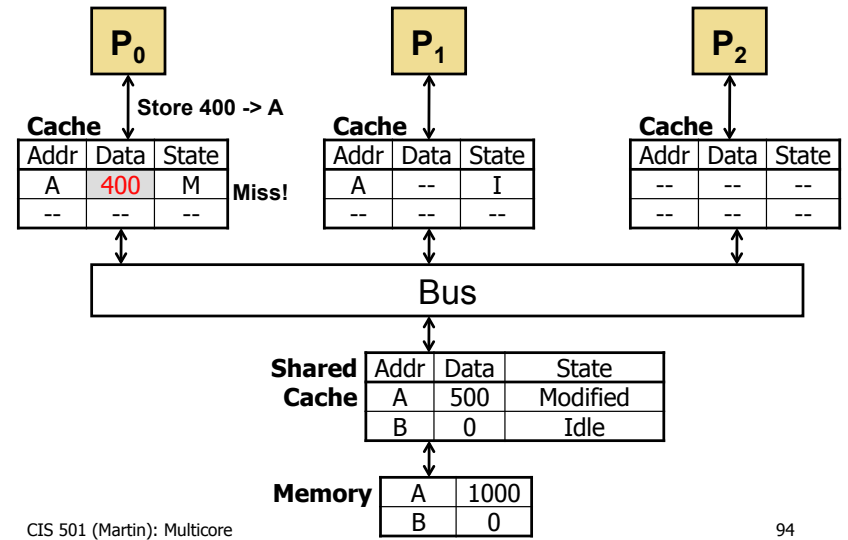 P0 P1 P2
Store 400 -> A
Cache Cache Cache
Addr Data State Addr Data State Addr Data State
A 400 M Miss! A -- I -- -- --
-- -- -- -- -- -- -- -- --
Bus
Shared Addr Data State
Cache A 500 Modified
B 0 Idle
Memory A 1000
B 0
CIS 501 (Martin): Multicore 94